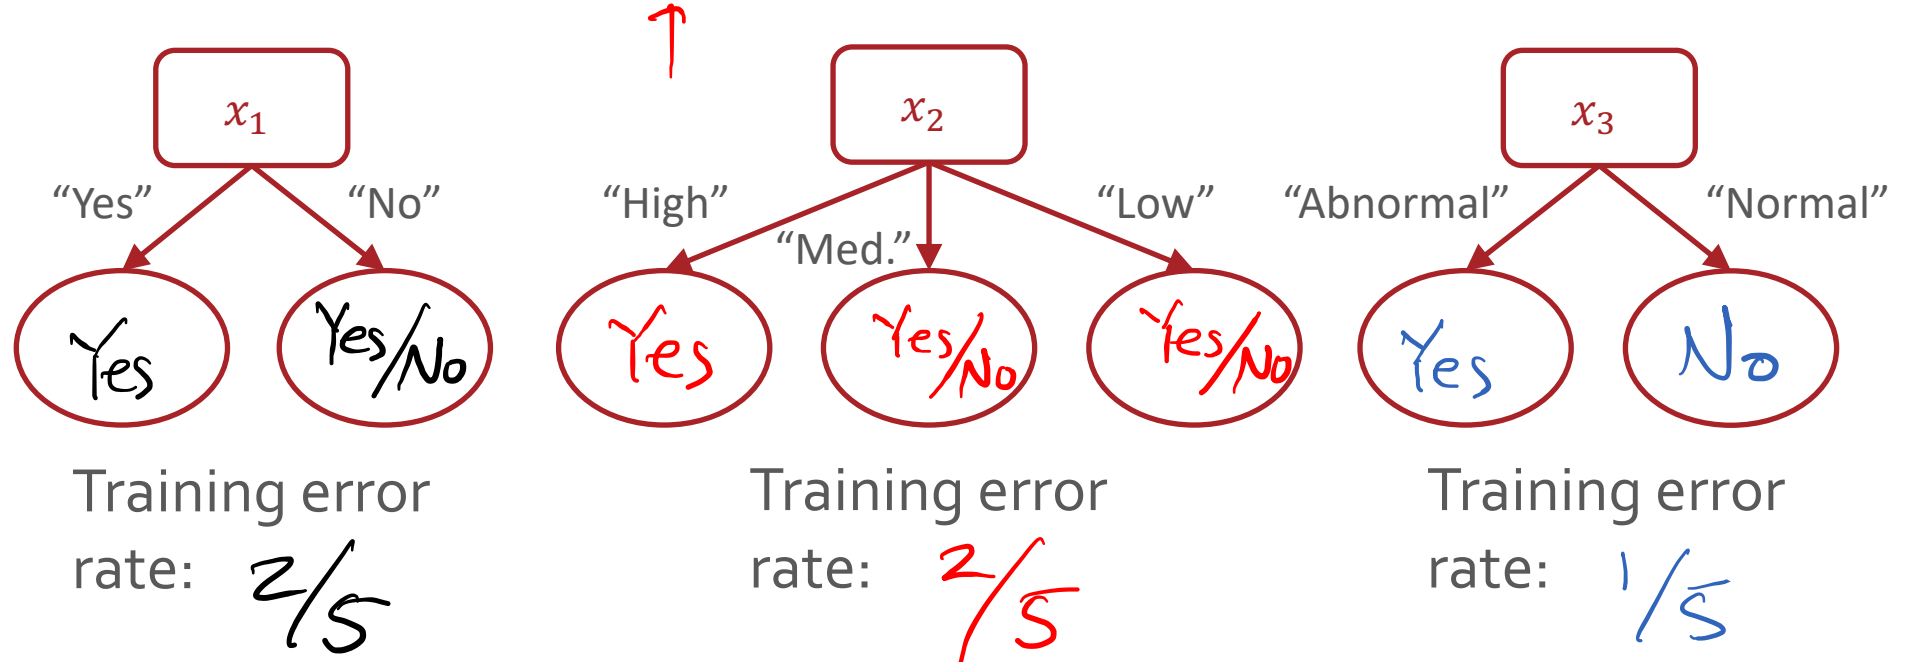 x₁ x₂ x₃
“Yes” “No” “High” “Med.” “Low” “Abnormal” “Normal”
Yes Yes/No Yes Yes/No Yes/No Yes No
Training error Training error Training error
rate: 2/5 rate: 2/5 rate: 1/5